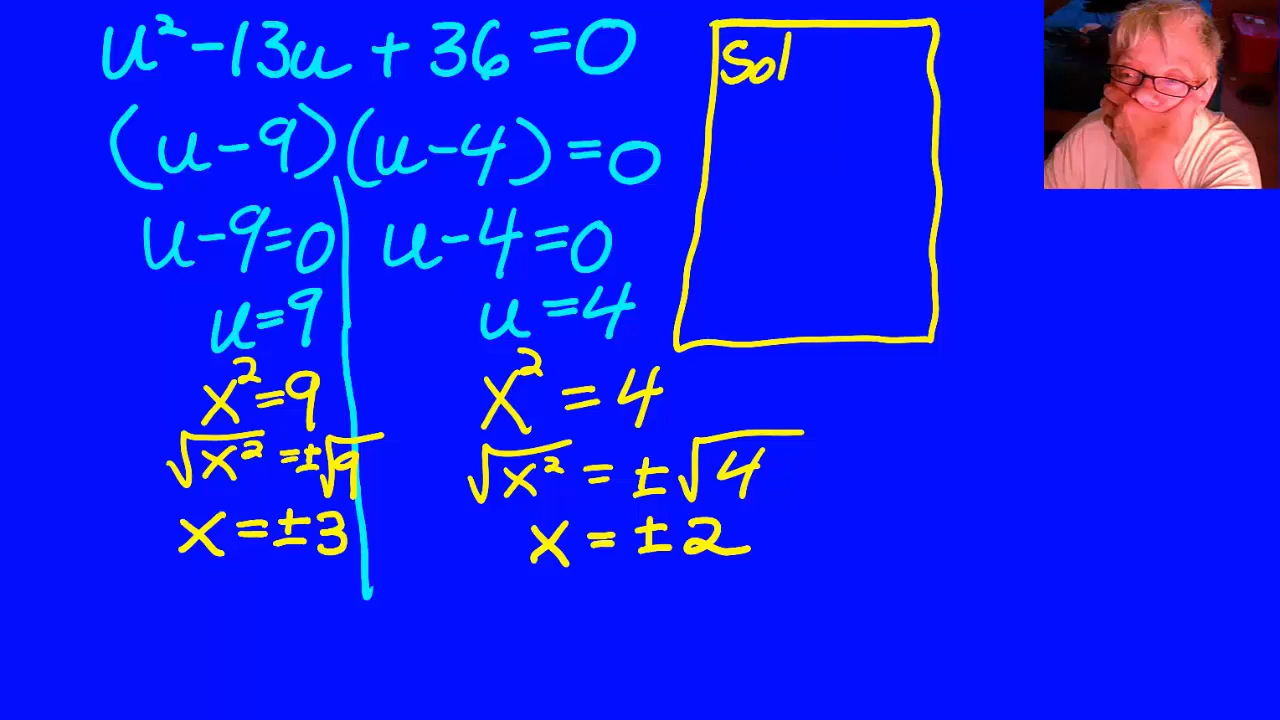 u²-13u+36=0
Sol
(u-9)(u-4)=0
u-9=0 u-4=0
u=9 u=4
x²=9 x²=4
√x²=±√9 √x²=±√4
x=±3 x=±2